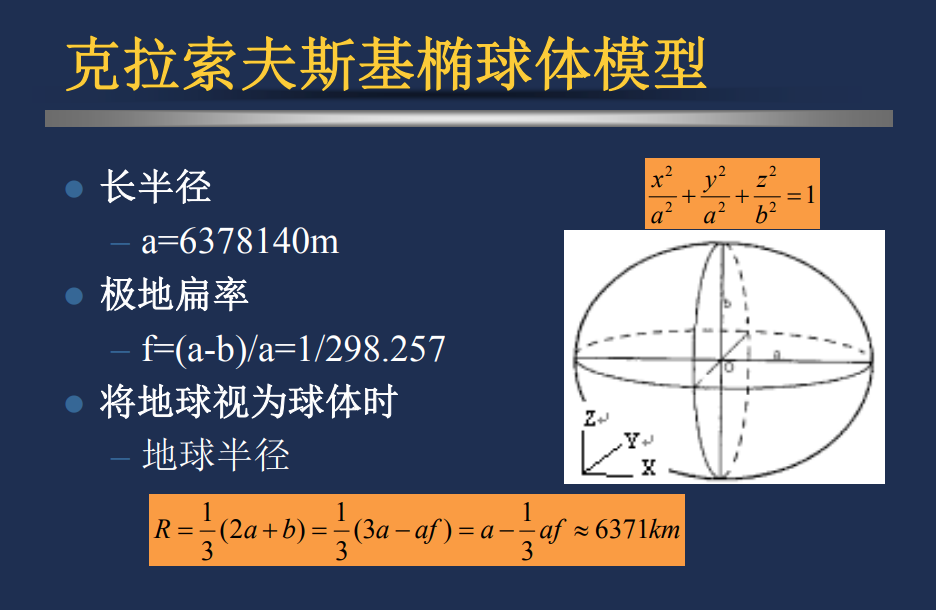 克拉索夫斯基椭球体模型
● 长半径
– a=6378140m
● 极地扁率
– f=(a-b)/a=1/298.257
● 将地球视为球体时
– 地球半径
x²/a² + y²/a² + z²/b² = 1
b
a
O
Z↵
Y↵
X
R = 1/3(2a+b) = 1/3(3a−af) = a − 1/3 af ≈ 6371km